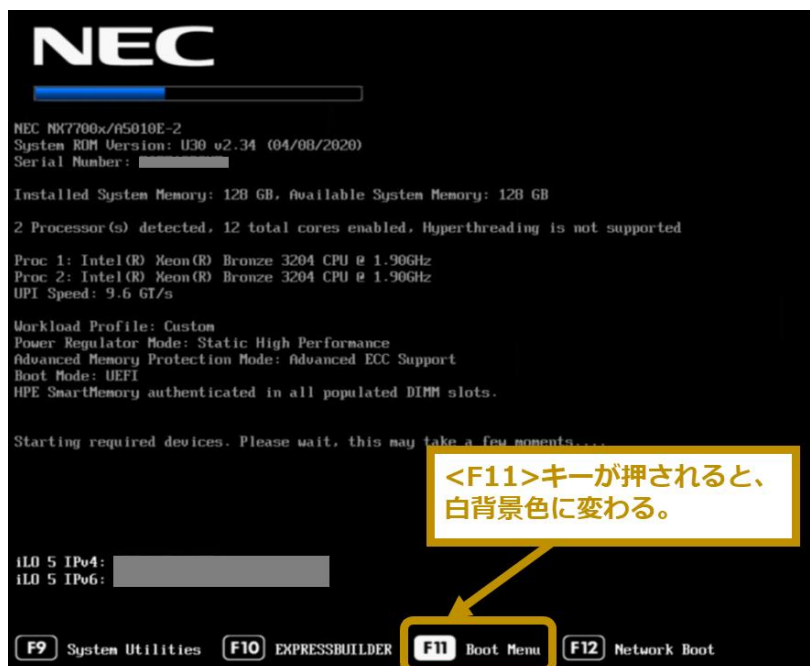 NEC
NEC NX7700x/A5010E-2
System ROM Version: U30 v2.34 (04/08/2020)
Serial Number:
Installed System Memory: 128 GB, Available System Memory: 128 GB
2 Processor(s) detected, 12 total cores enabled, Hyperthreading is not supported
Proc 1: Intel(R) Xeon(R) Bronze 3204 CPU @ 1.90GHz
Proc 2: Intel(R) Xeon(R) Bronze 3204 CPU @ 1.90GHz
UPI Speed: 9.6 GT/s
Workload Profile: Custom
Power Regulator Mode: Static High Performance
Advanced Memory Protection Mode: Advanced ECC Support
Boot Mode: UEFI
HPE SmartMemory authenticated in all populated DIMM slots.
Starting required devices. Please wait, this may take a few moments....
<F11>キーが押されると、
白背景色に変わる。
iLO 5 IPv4:
iLO 5 IPv6:
F9 System Utilities F10 EXPRESSBUILDER F11 Boot Menu F12 Network Boot